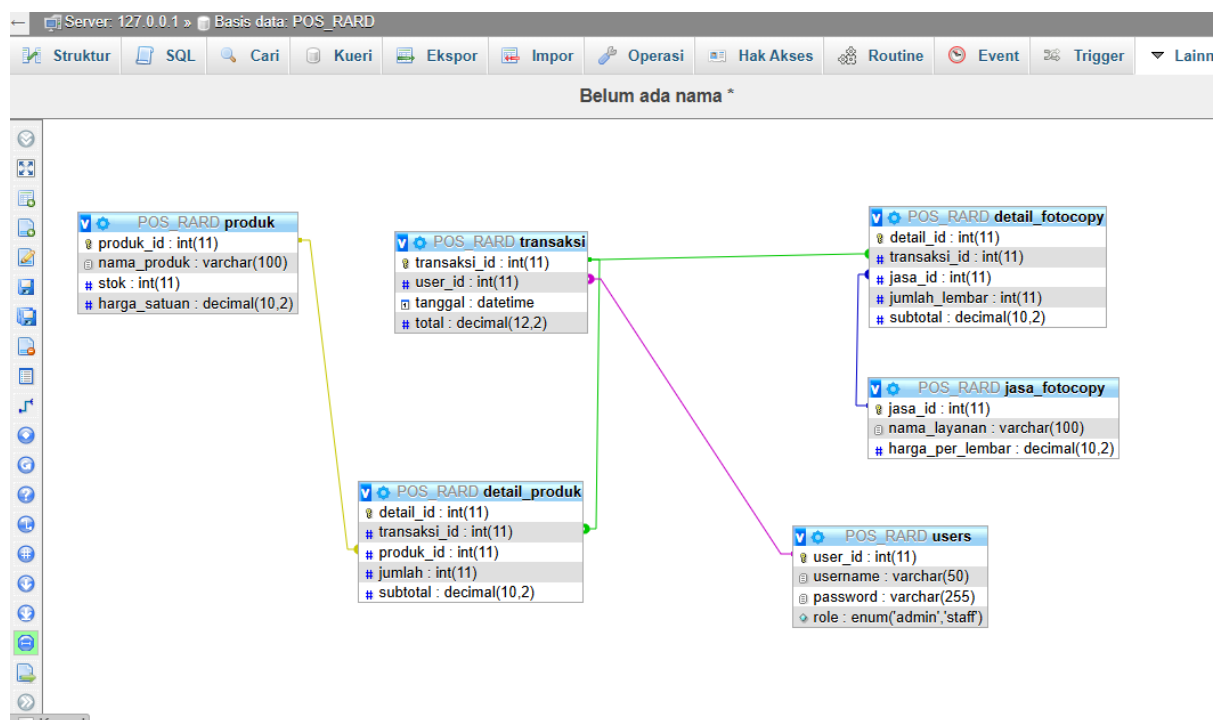 Server: 127.0.0.1 » Basis data: POS_RARD
Struktur SQL Cari Kueri Ekspor Impor Operasi Hak Akses Routine Event Trigger Lainn
Belum ada nama *
POS_RARD produk
produk_id : int(11)
nama_produk : varchar(100)
stok : int(11)
harga_satuan : decimal(10,2)
POS_RARD transaksi
transaksi_id : int(11)
user_id : int(11)
tanggal : datetime
total : decimal(12,2)
POS_RARD detail_fotocopy
detail_id : int(11)
transaksi_id : int(11)
jasa_id : int(11)
jumlah_lembar : int(11)
subtotal : decimal(10,2)
POS_RARD jasa_fotocopy
jasa_id : int(11)
nama_layanan : varchar(100)
harga_per_lembar : decimal(10,2)
POS_RARD detail_produk
detail_id : int(11)
transaksi_id : int(11)
produk_id : int(11)
jumlah : int(11)
subtotal : decimal(10,2)
POS_RARD users
user_id : int(11)
username : varchar(50)
password : varchar(255)
role : enum('admin','staff')